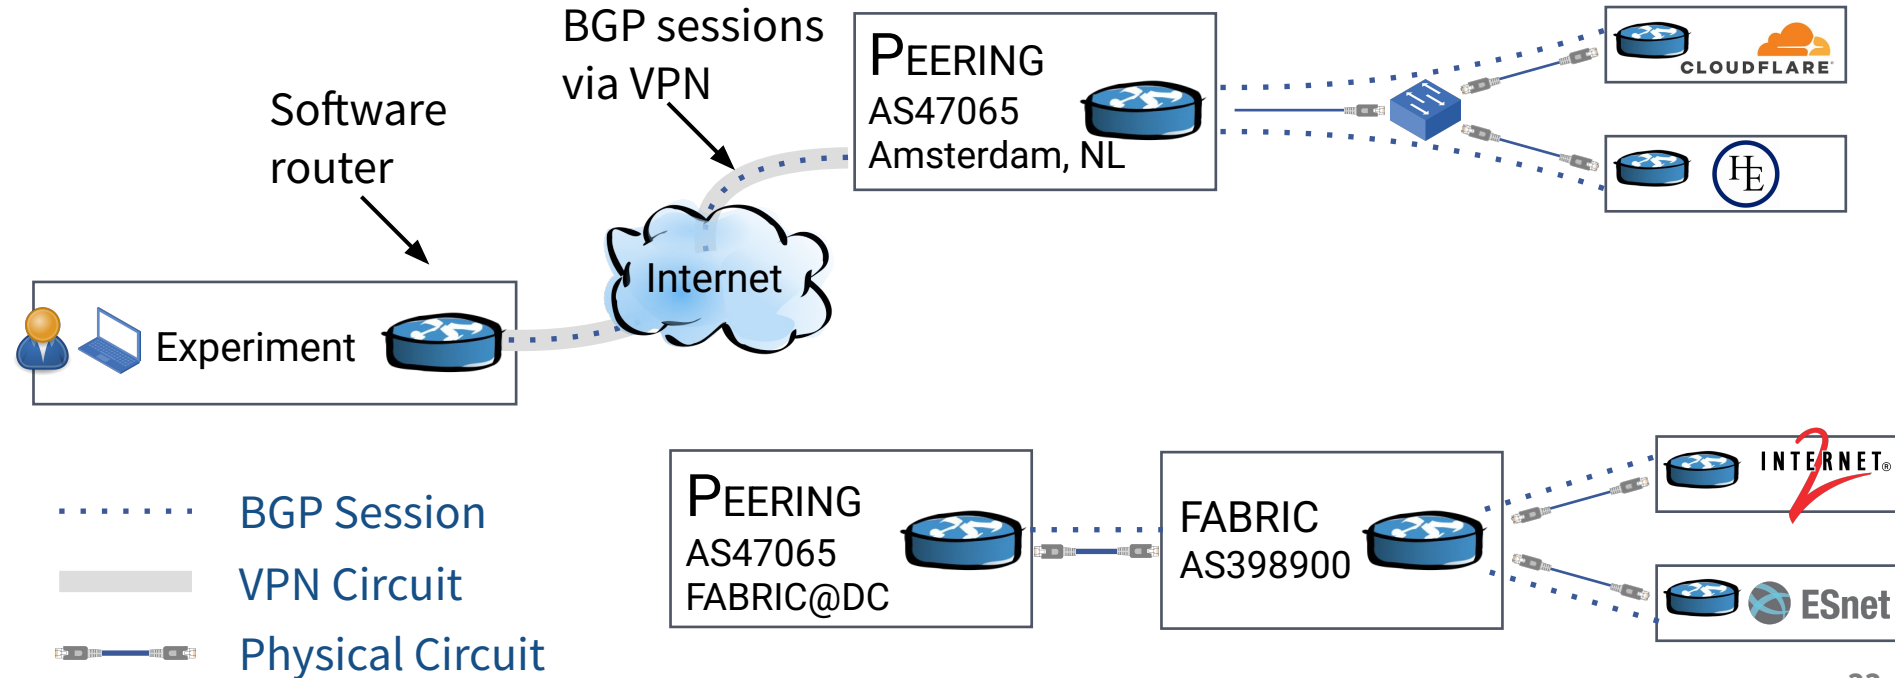 BGP sessions
via VPN
Software
router
PEERING
AS47065
Amsterdam, NL
CLOUDFLARE
HE
Internet
Experiment
BGP Session
VPN Circuit
Physical Circuit
PEERING
AS47065
FABRIC@DC
FABRIC
AS398900
INTERNET®
2
ESnet